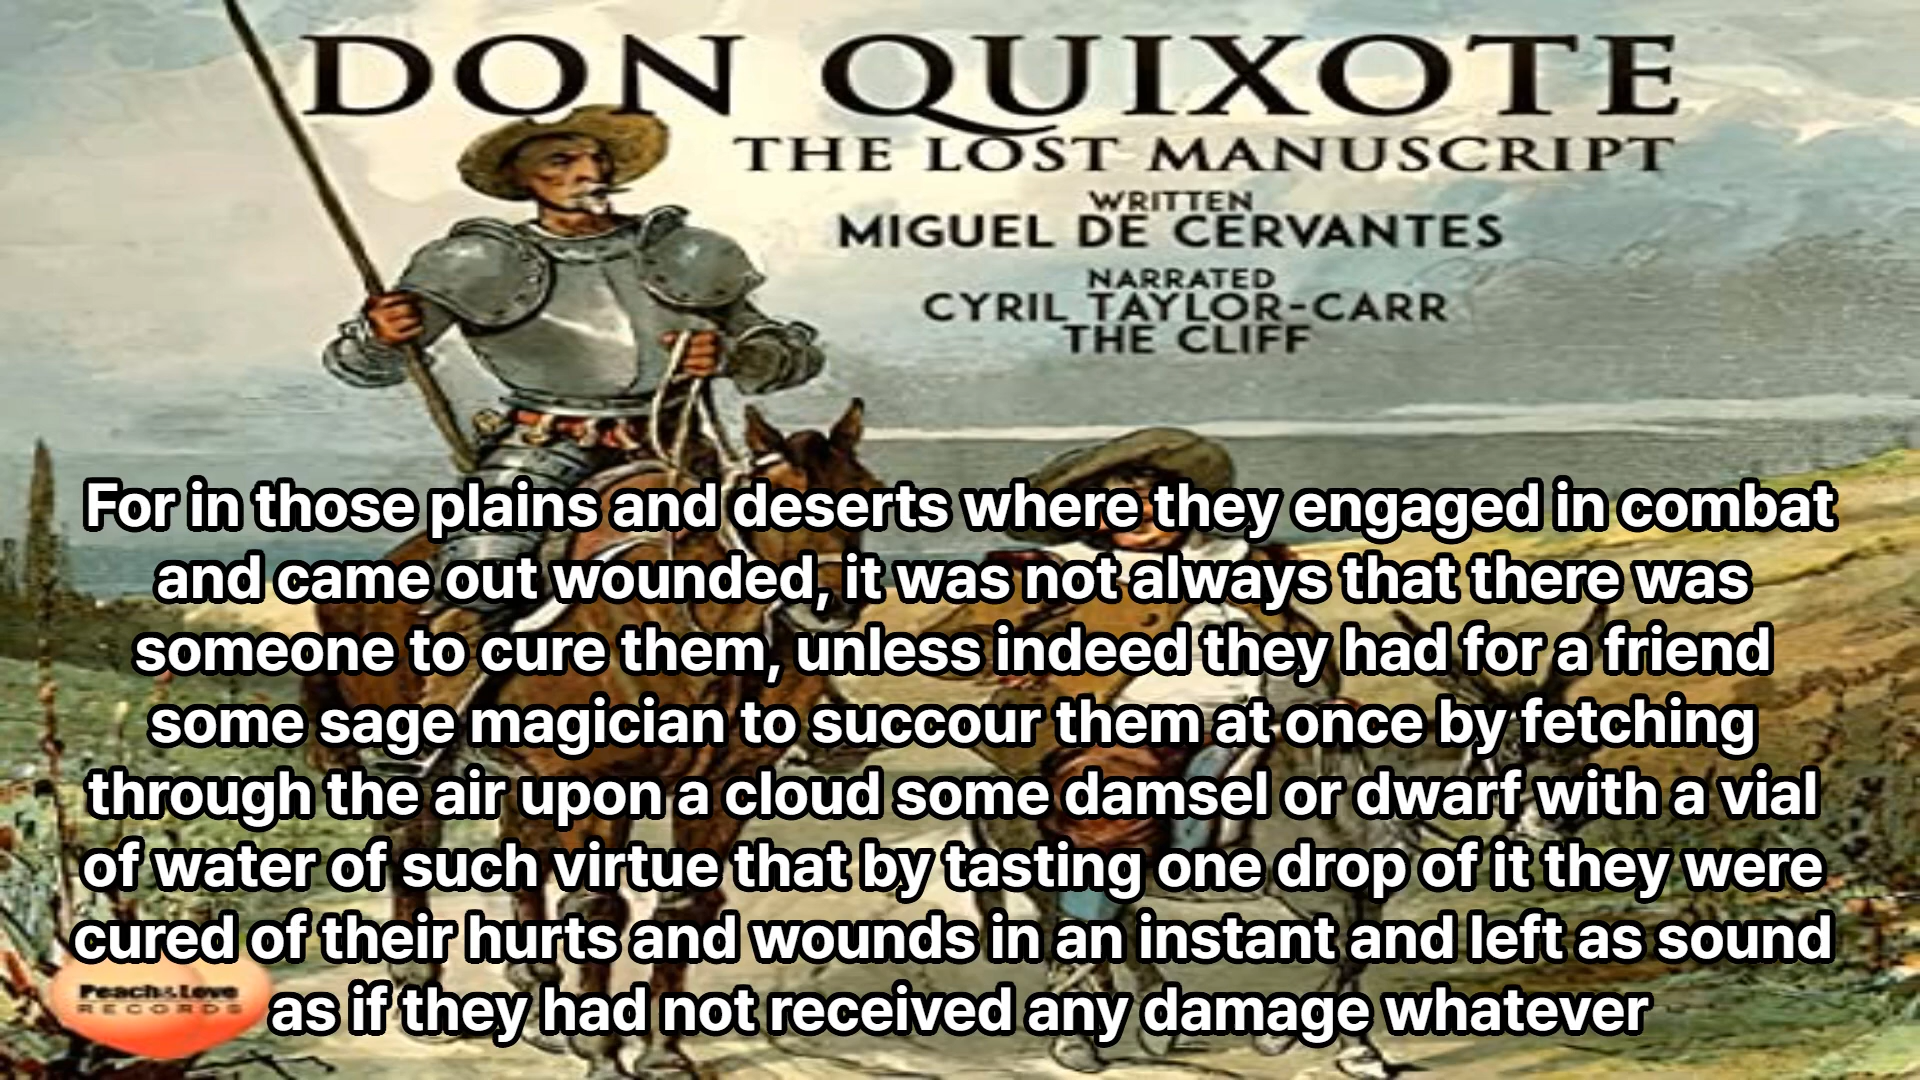 DON QUIXOTE
THE LOST MANUSCRIPT
WRITTEN
MIGUEL DE CERVANTES
NARRATED
CYRIL TAYLOR-CARR
THE CLIFF
For in those plains and deserts where they engaged in combat
and came out wounded, it was not always that there was
someone to cure them, unless indeed they had for a friend
some sage magician to succour them at once by fetching
through the air upon a cloud some damsel or dwarf with a vial
of water of such virtue that by tasting one drop of it they were
cured of their hurts and wounds in an instant and left as sound
as if they had not received any damage whatever
Peach&Love
RECORDS